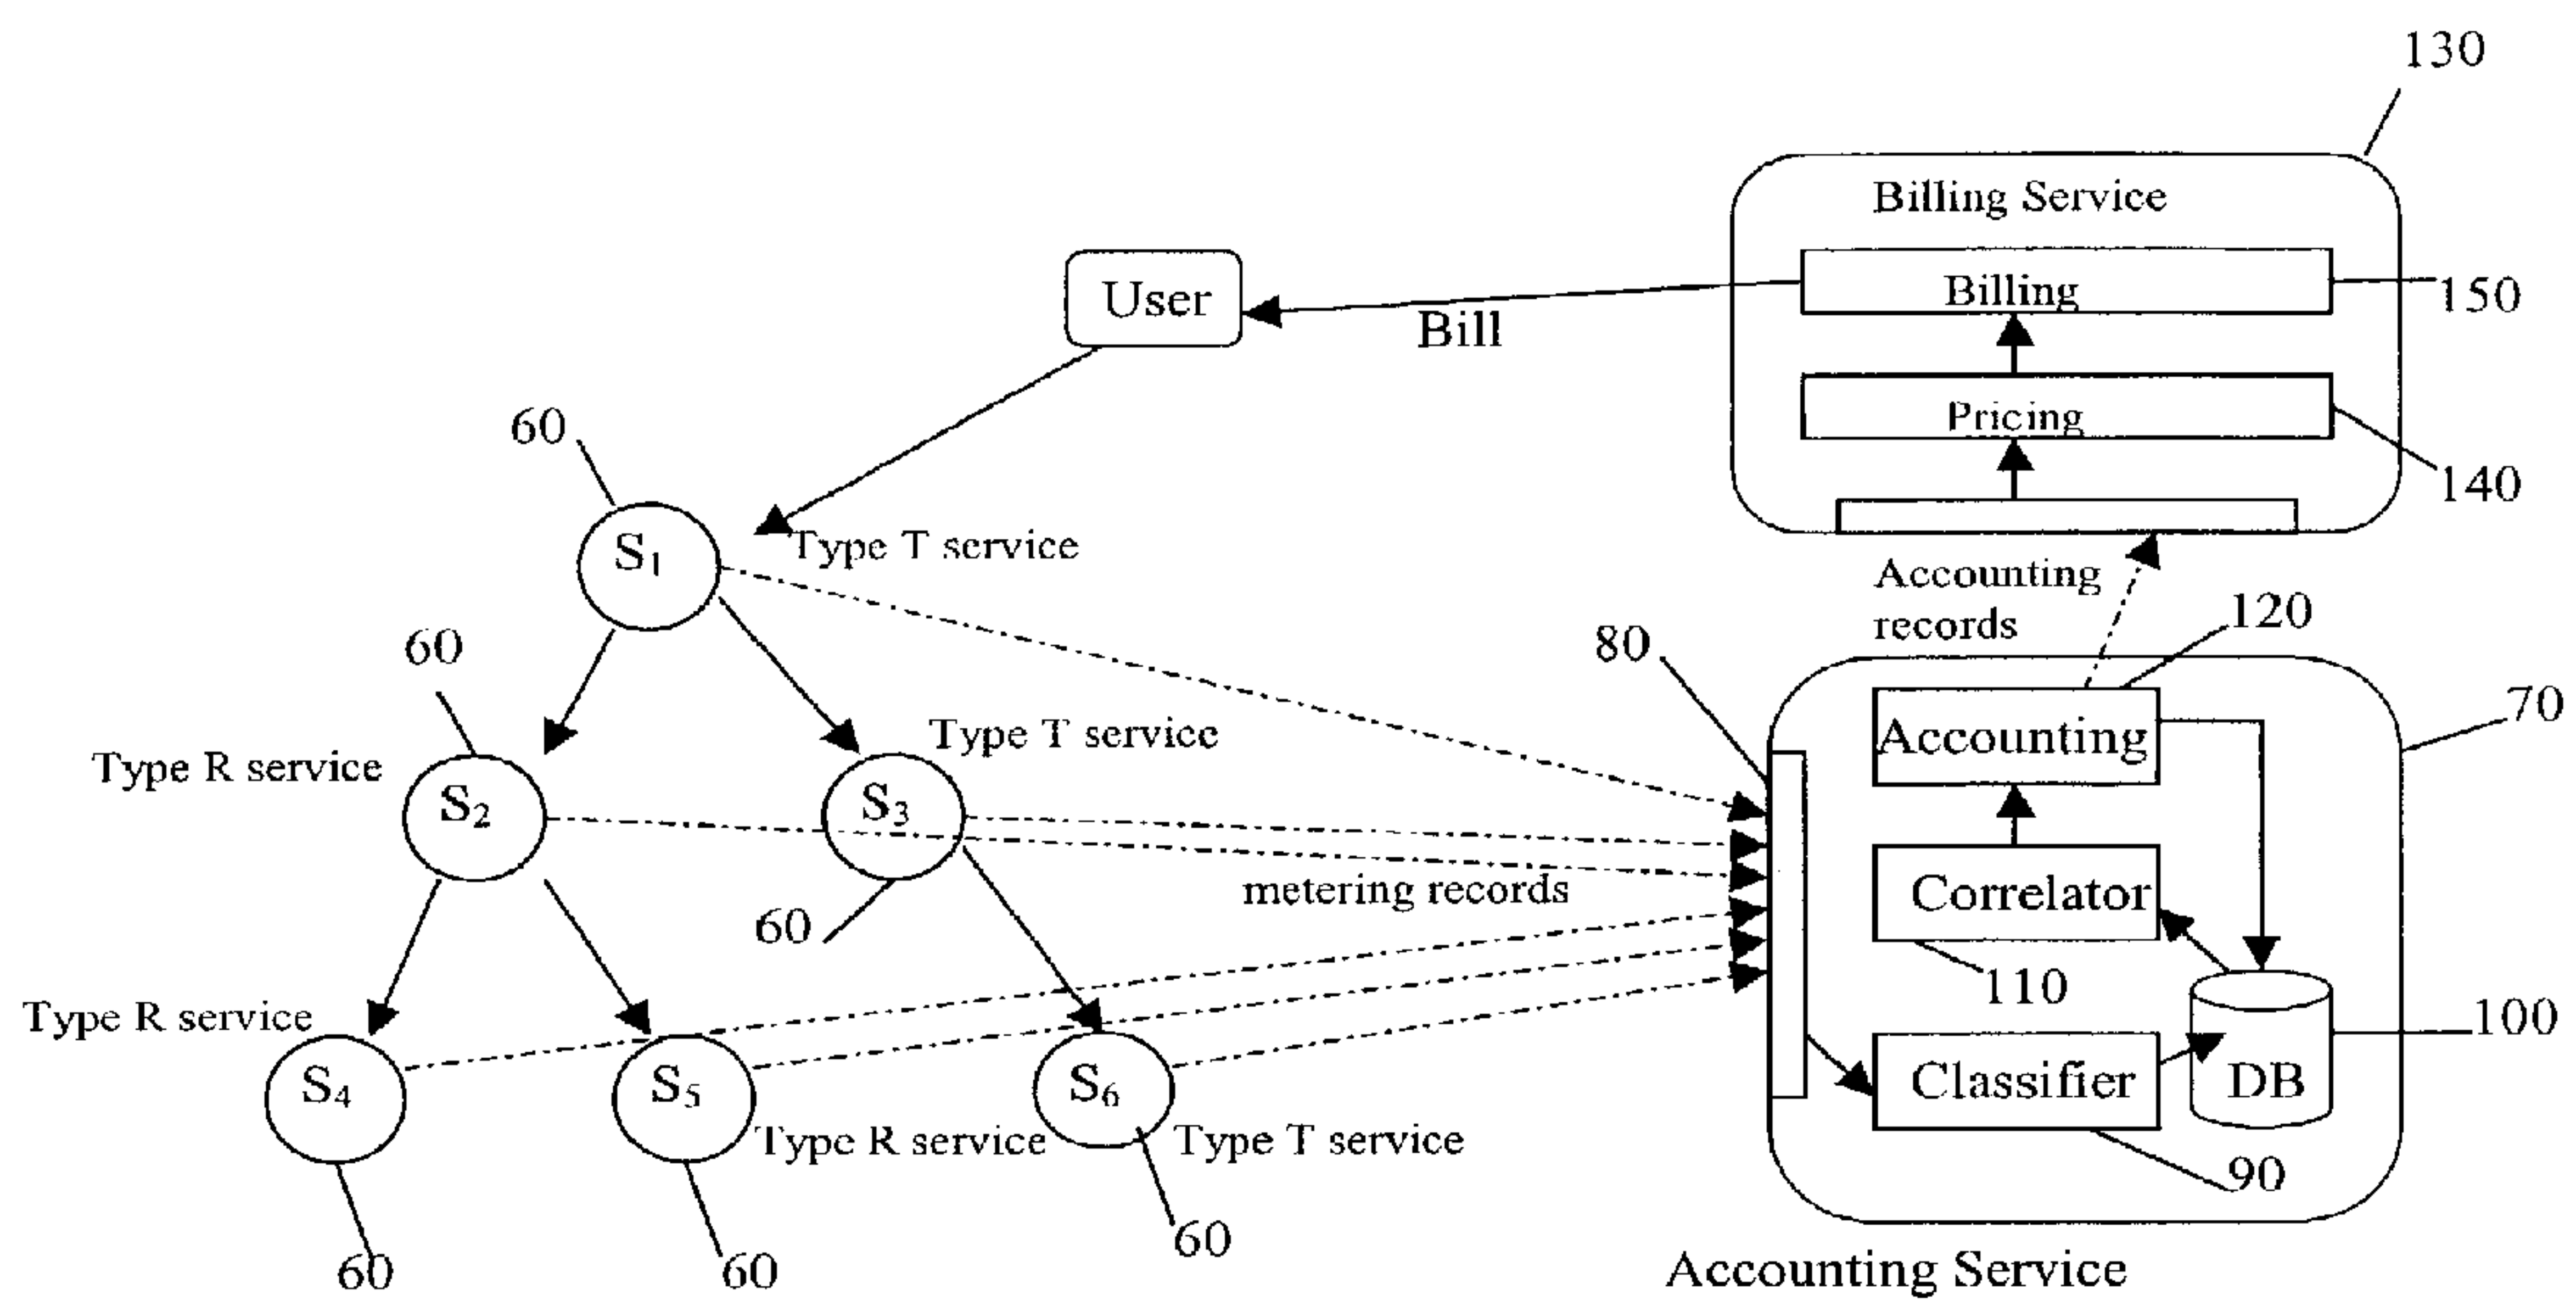 130
Billing Service
User
Billing
150
Bill
Pricing
140
60
S1
Type T service
Accounting
records
120
80
60
70
Type R service
S2
Type T service
S3
Accounting
metering records
Correlator
60
110
Type R service
S4
S5
S6
Classifier
DB
100
Type R service
Type T service
90
60
60
60
Accounting Service